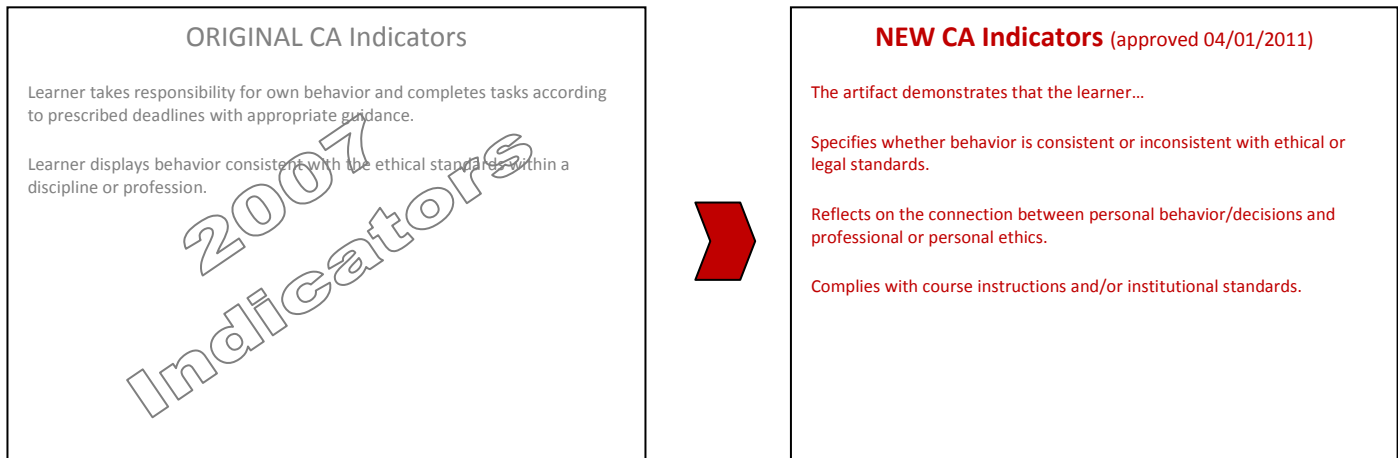 ORIGINAL CA Indicators
Learner takes responsibility for own behavior and completes tasks according
to prescribed deadlines with appropriate guidance.
Learner displays behavior consistent with the ethical standards within a
discipline or profession.
2007
Indicators
NEW CA Indicators (approved 04/01/2011)
The artifact demonstrates that the learner…
Specifies whether behavior is consistent or inconsistent with ethical or
legal standards.
Reflects on the connection between personal behavior/decisions and
professional or personal ethics.
Complies with course instructions and/or institutional standards.